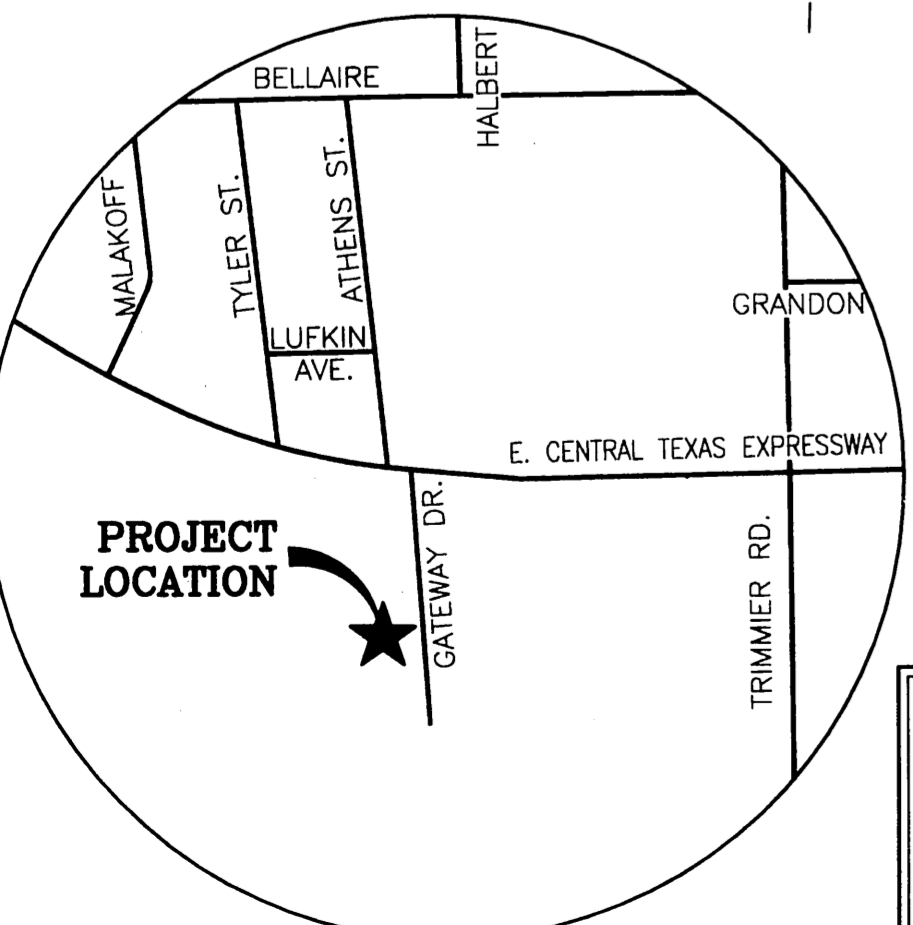 BELLAIRE
HALBERT
MALAKOFF
TYLER ST.
ATHENS ST.
LUFKIN
AVE.
GRANDON
E. CENTRAL TEXAS EXPRESSWAY
PROJECT
LOCATION
GATEWAY DR.
TRIMMIER RD.